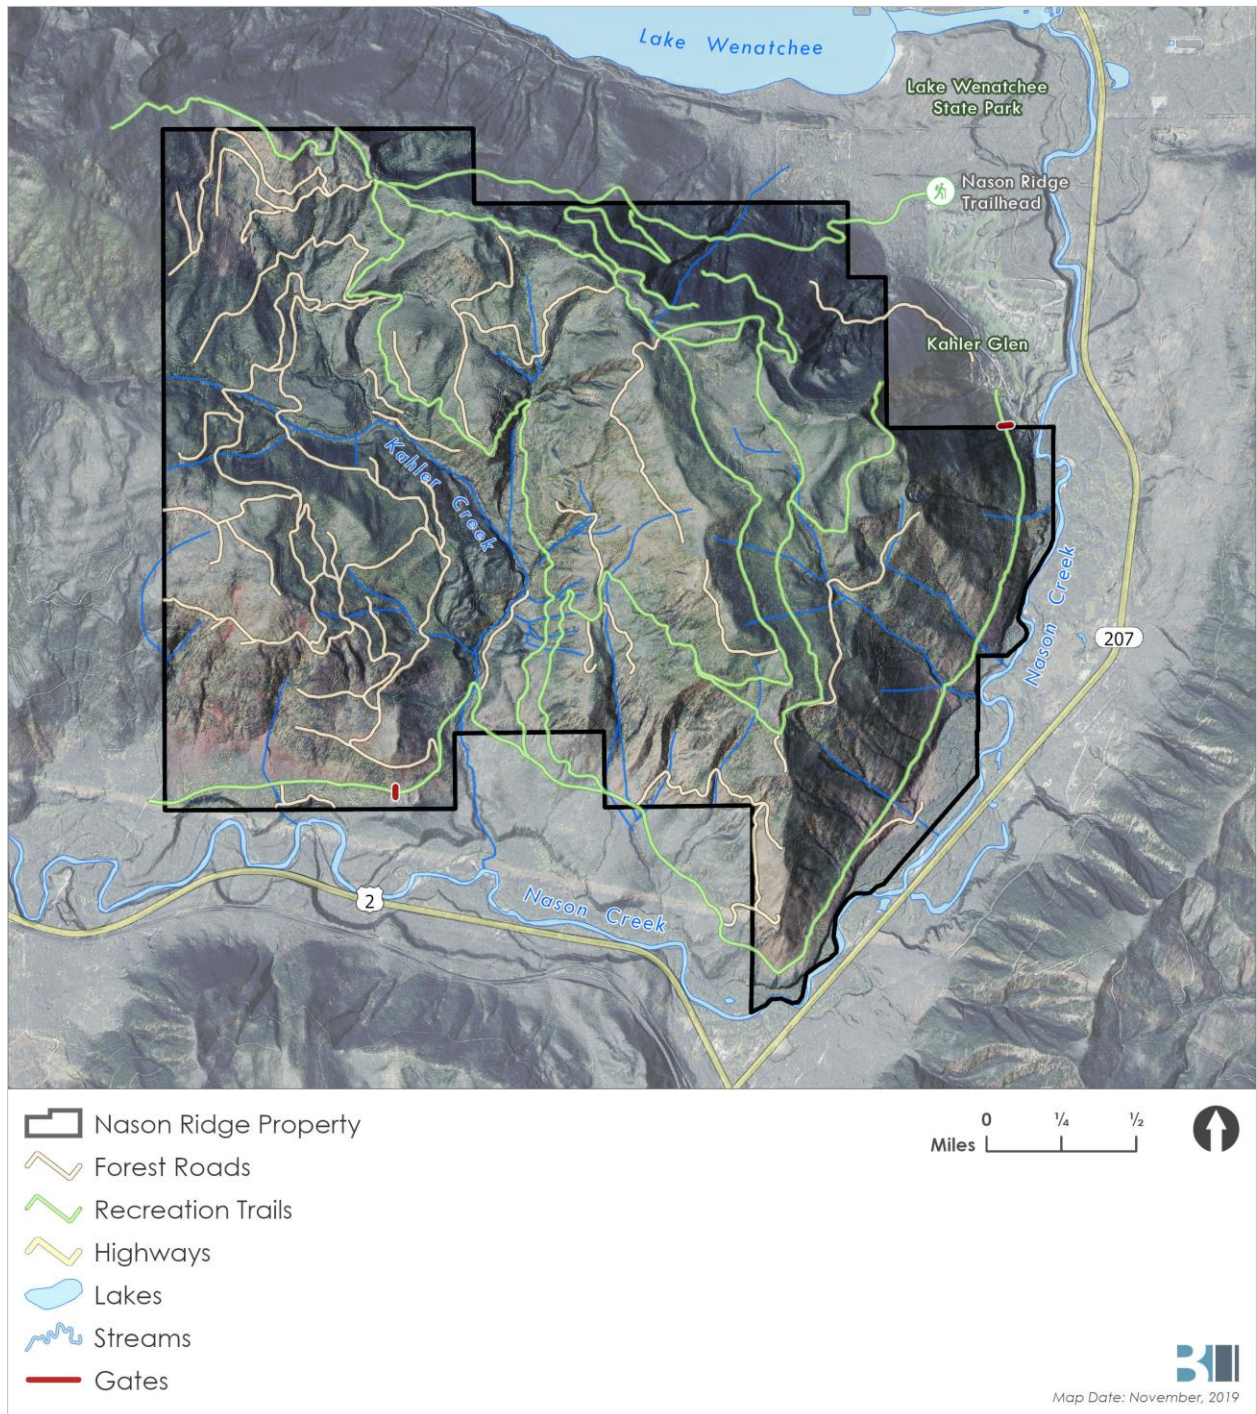 Lake Wenatchee
Lake Wenatchee
State Park
Nason Ridge
Trailhead
Kahler Glen
Kahler Creek
Nason Creek
207
2
Nason Creek
Nason Ridge Property
Forest Roads
Recreation Trails
Highways
Lakes
Streams
Gates
0 ¼ ½
Miles
Map Date: November, 2019